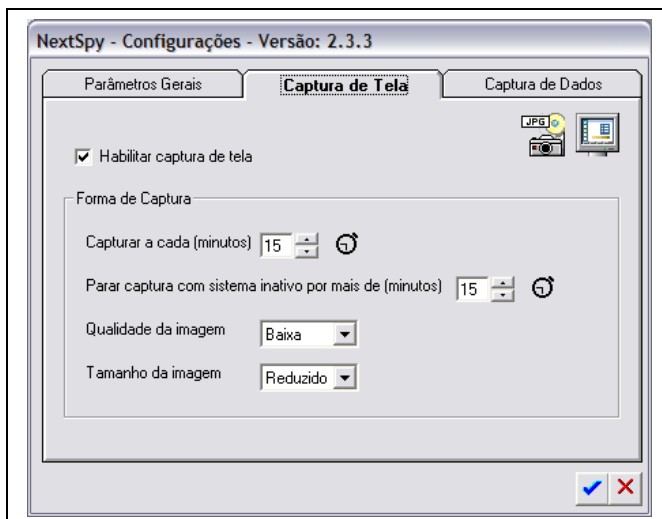 NextSpy - Configurações - Versão: 2.3.3
Parâmetros Gerais Captura de Tela Captura de Dados
JPG
Habilitar captura de tela
Forma de Captura
Capturar a cada (minutos) 15
Parar captura com sistema inativo por mais de (minutos) 15
Qualidade da imagem Baixa
Tamanho da imagem Reduzido